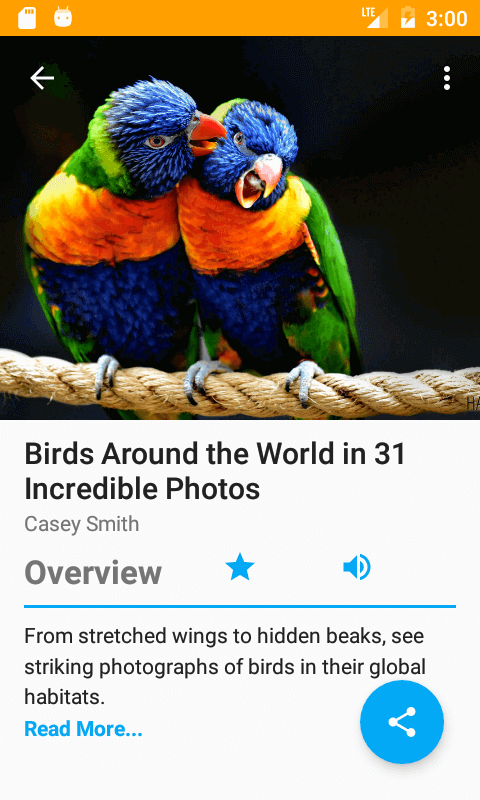 LTE 3:00
Birds Around the World in 31
Incredible Photos
Casey Smith
Overview
From stretched wings to hidden beaks, see
striking photographs of birds in their global
habitats.
Read More...